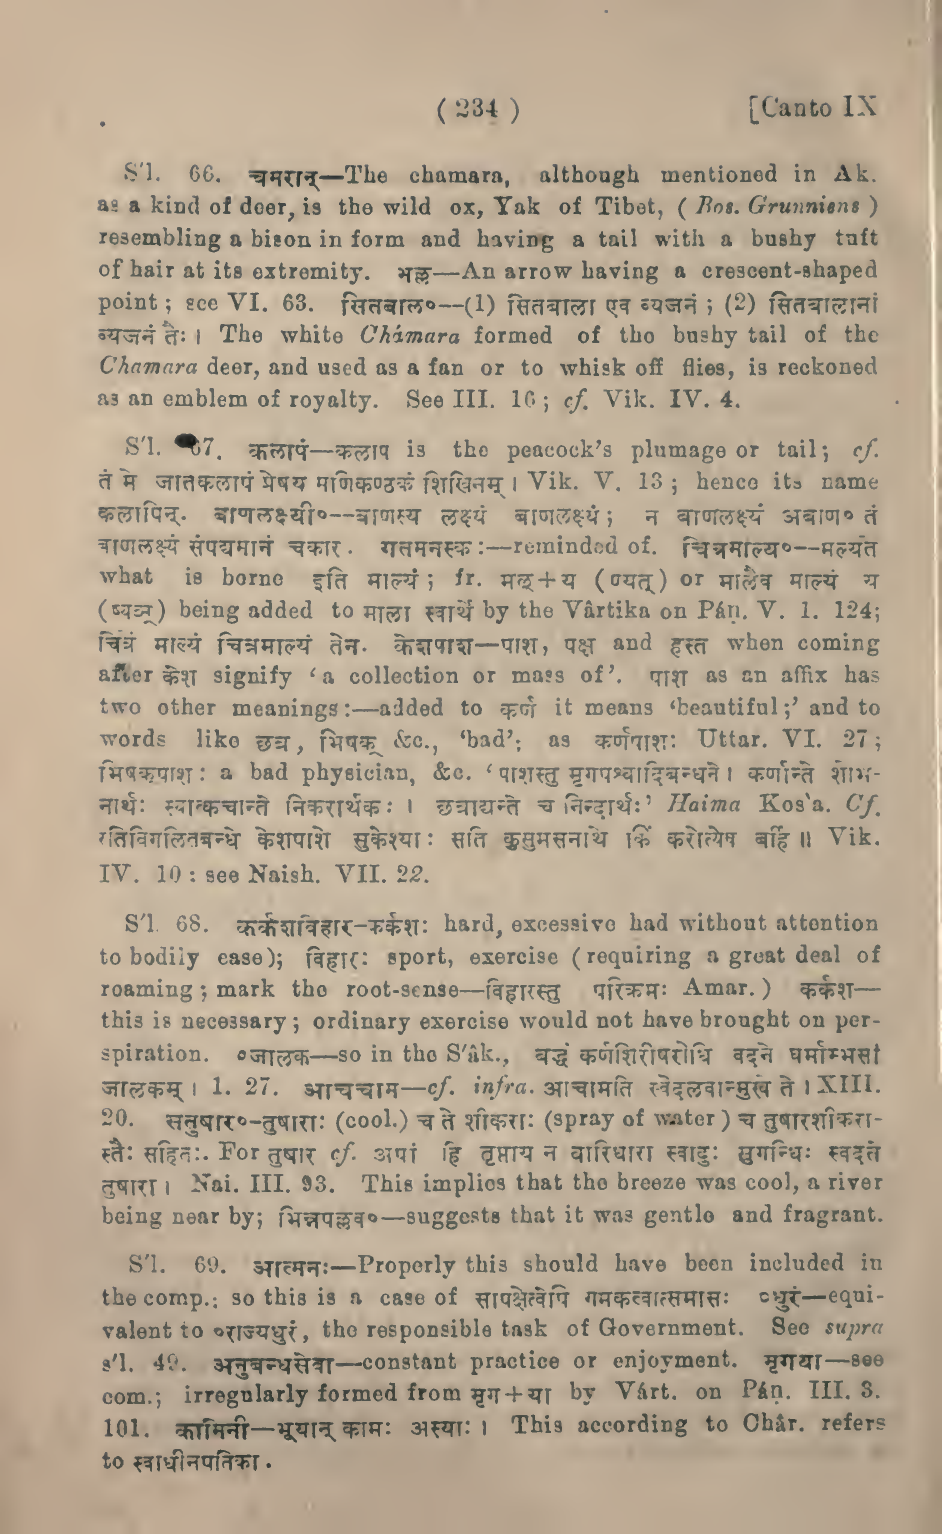 ( 234 ) [Canto IX
S'l. 66. चमरान्—The chamara, although mentioned in Ak.
as a kind of deer, is the wild ox, Yak of Tibet, ( Bos. Grunniens )
resembling a bison in form and having a tail with a bushy tuft
of hair at its extremity. भल्ल—An arrow having a crescent-shaped
point ; see VI. 63. सितबाल०--(1) सितबाला एव व्यजनं ; (2) सितबालानां
व्यजनं तैः । The white Châmara formed of the bushy tail of the
Chamara deer, and used as a fan or to whisk off flies, is reckoned
as an emblem of royalty. See III. 16 ; cf. Vik. IV. 4.
S'l. 67. कलापं—कलाप is the peacock's plumage or tail; cf.
तं मे जातकलापं प्रेषय मणिकण्ठकं शिखिनम् । Vik. V. 13 ; hence its name
कलापिन्. बाणलक्ष्यी०--बाणस्य लक्ष्यं बाणलक्ष्यं ; न बाणलक्ष्यं अबाण० तं
बाणलक्ष्यं संपद्यमानं चकार. गतमनस्कः:—reminded of. चित्रमाल्य०--मल्यते
what is borne इति माल्यं ; fr. मल्+य (ण्यत्) or मालैव माल्यं य
(ष्यञ्) being added to माला स्वार्थे by the Vârtika on Pán. V. 1. 124;
चित्रं माल्यं चित्रमाल्यं तेन. केशपाश—पाश, पक्ष and हस्त when coming
after केश signify ‘a collection or mass of’. पाश as an affix has
two other meanings:—added to कर्ण it means ‘beautiful;’ and to
words like छत्र, भिषक् &c., ‘bad’; as कर्णपाशः Uttar. VI. 27;
भिषक्पाशः a bad physician, &c. ‘पाशस्तु मृगपश्वादिबन्धने। कर्णान्ते शोभ-
नार्थः स्यात्कचान्ते निकरार्थकः । छत्राद्यन्ते च निन्दार्थः’ Haima Kos'a. Cf.
रतिविगलितबन्धे केशपाशे सुकेश्याः सति कुसुमसनाथे किं करोत्येष बर्हि ॥ Vik.
IV. 10 : see Naish. VII. 22.
S'l. 68. कर्कशविहार-कर्कशः hard, excessive had without attention
to bodily ease); विहारः sport, exercise (requiring a great deal of
roaming ; mark the root-sense—विहारस्तु परिक्रमः Amar. ) कर्कश—
this is necessary ; ordinary exercise would not have brought on per-
spiration. ०जालक—so in the S'âk., बद्धं कर्णशिरीषरोधि वदने घर्माम्भसां
जालकम् । 1. 27. आचचाम—cf. infra. आचामति स्वेदलवान्मुखे ते । XIII.
20. सतुषार०-तुषाराः (cool.) च ते शीकराः (spray of water ) च तुषारशीकरा-
स्तैः सहितः. For तुषार cf. अपां हि तृप्ताय न वारिधारा स्वादुः सुगन्धिः स्वदते
तुषारा । Nai. III. 93. This implies that the breeze was cool, a river
being near by; भिन्नपल्लव०—suggests that it was gentle and fragrant.
S'l. 69. आत्मनः:—Properly this should have been included in
the comp.; so this is a case of सापेक्षत्वेपि गमकत्वात्समासः ०धुरं—equi-
valent to ०राज्यधुरं, the responsible task of Government. See supra
s'l. 49. अनुबन्धसेवा—constant practice or enjoyment. मृगया—see
com.; irregularly formed from मृग+या by Várt. on Pán. III. 3.
101. कामिनी—भूयान् कामः अस्याः । This according to Châr. refers
to स्वाधीनपतिका.